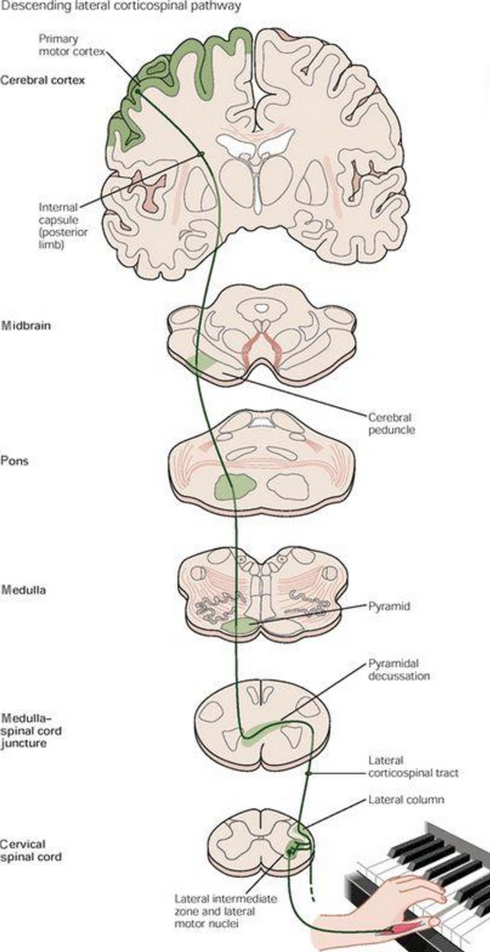 Descending lateral corticospinal pathway
Primary
motor cortex
Cerebral cortex
Internal
capsule
(posterior
limb)
Midbrain
Cerebral
peduncle
Pons
Medulla
Pyramid
Pyramidal
decussation
Medulla–
spinal cord
juncture
Lateral
corticospinal tract
Lateral column
Cervical
spinal cord
Lateral intermediate
zone and lateral
motor nuclei